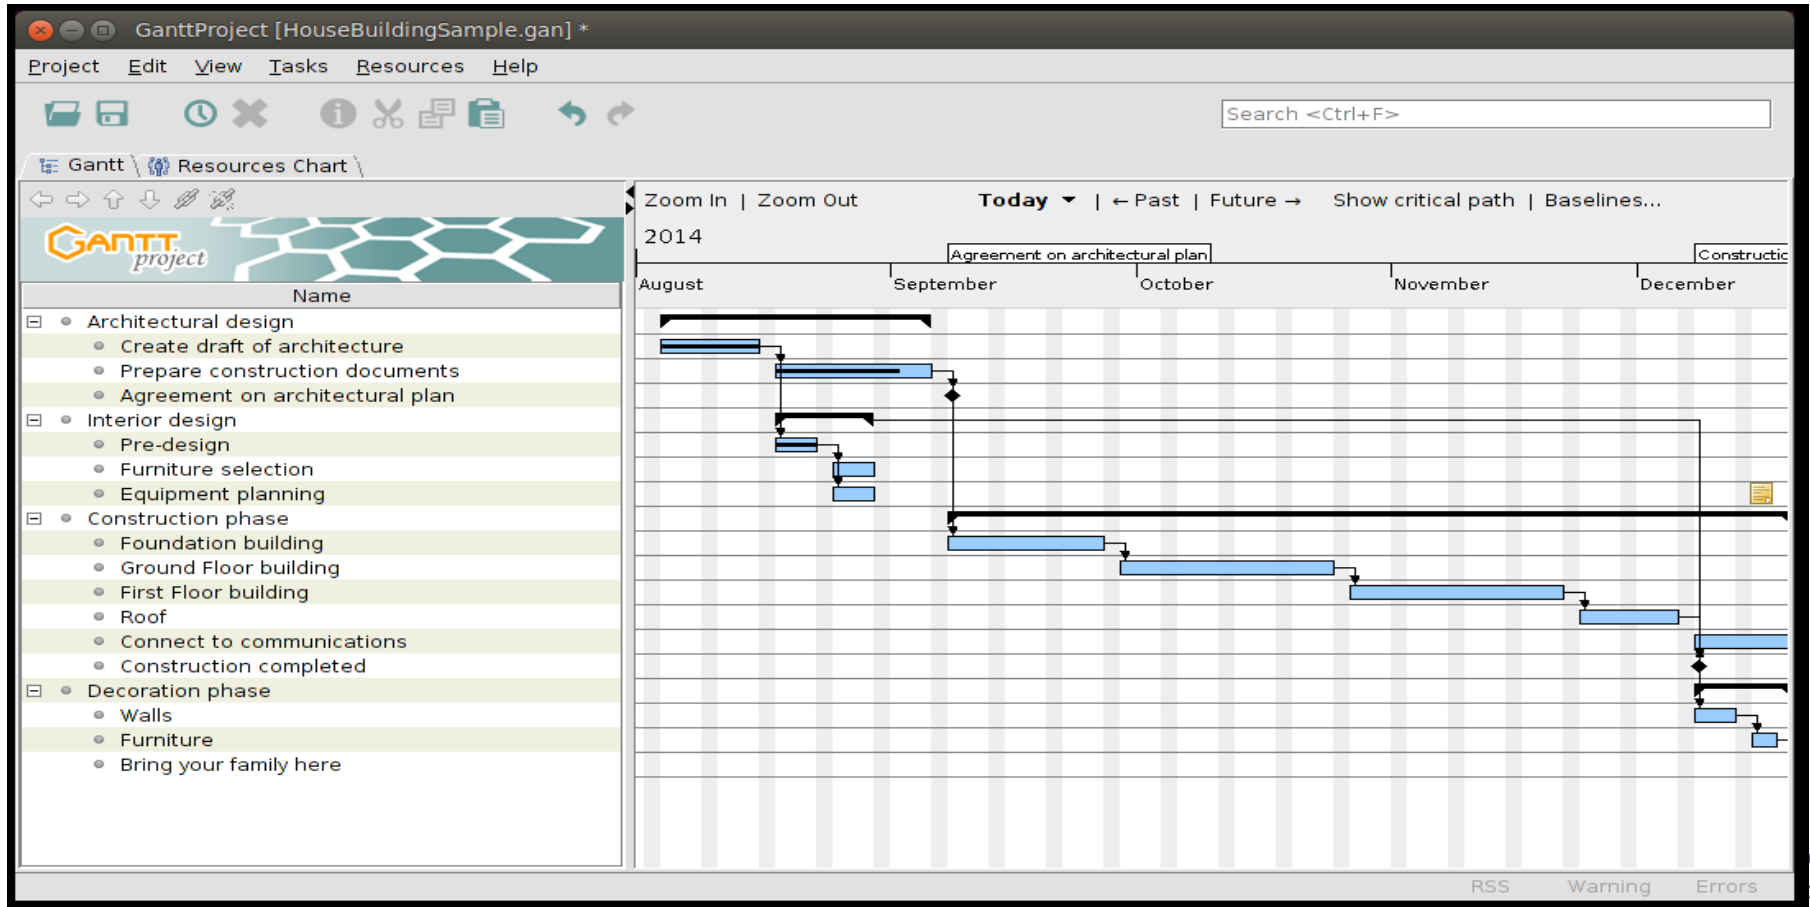 GanttProject [HouseBuildingSample.gan] *
Project Edit View Tasks Resources Help
Search <Ctrl+F>
Gantt Resources Chart
Zoom In | Zoom Out Today | ←Past | Future → Show critical path | Baselines...
GANTT
project
2014
Agreement on architectural plan Constructic
August September October November December
Name
Architectural design
Create draft of architecture
Prepare construction documents
Agreement on architectural plan
Interior design
Pre-design
Furniture selection
Equipment planning
Construction phase
Foundation building
Ground Floor building
First Floor building
Roof
Connect to communications
Construction completed
Decoration phase
Walls
Furniture
Bring your family here
RSS Warning Errors